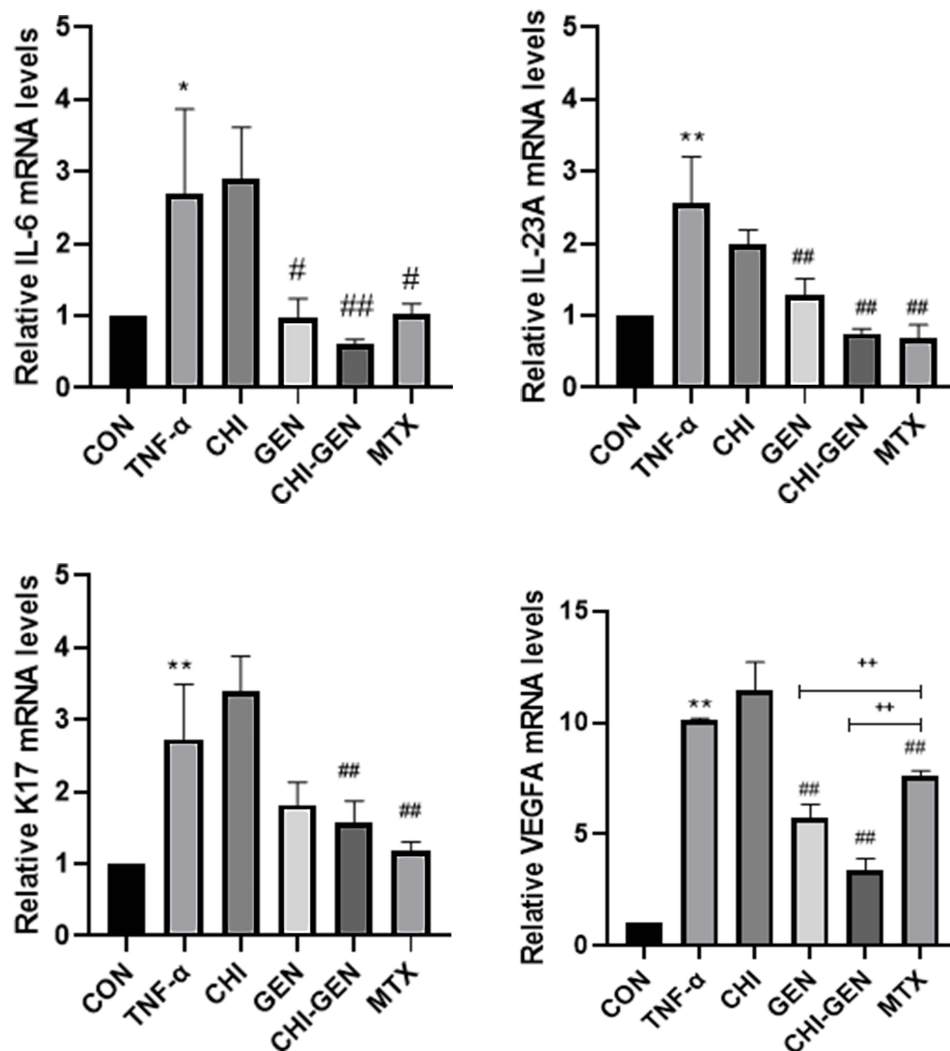 Relative IL-6 mRNA levels
5
4
3
2
1
0
*
#
##
#
CON
TNF-α
CHI
GEN
CHI-GEN
MTX
Relative IL-23A mRNA levels
5
4
3
2
1
0
**
##
##
##
CON
TNF-α
CHI
GEN
CHI-GEN
MTX
Relative K17 mRNA levels
5
4
3
2
1
0
**
##
##
CON
TNF-α
CHI
GEN
CHI-GEN
MTX
Relative VEGFA mRNA levels
15
10
5
0
**
##
##
##
++
++
CON
TNF-α
CHI
GEN
CHI-GEN
MTX